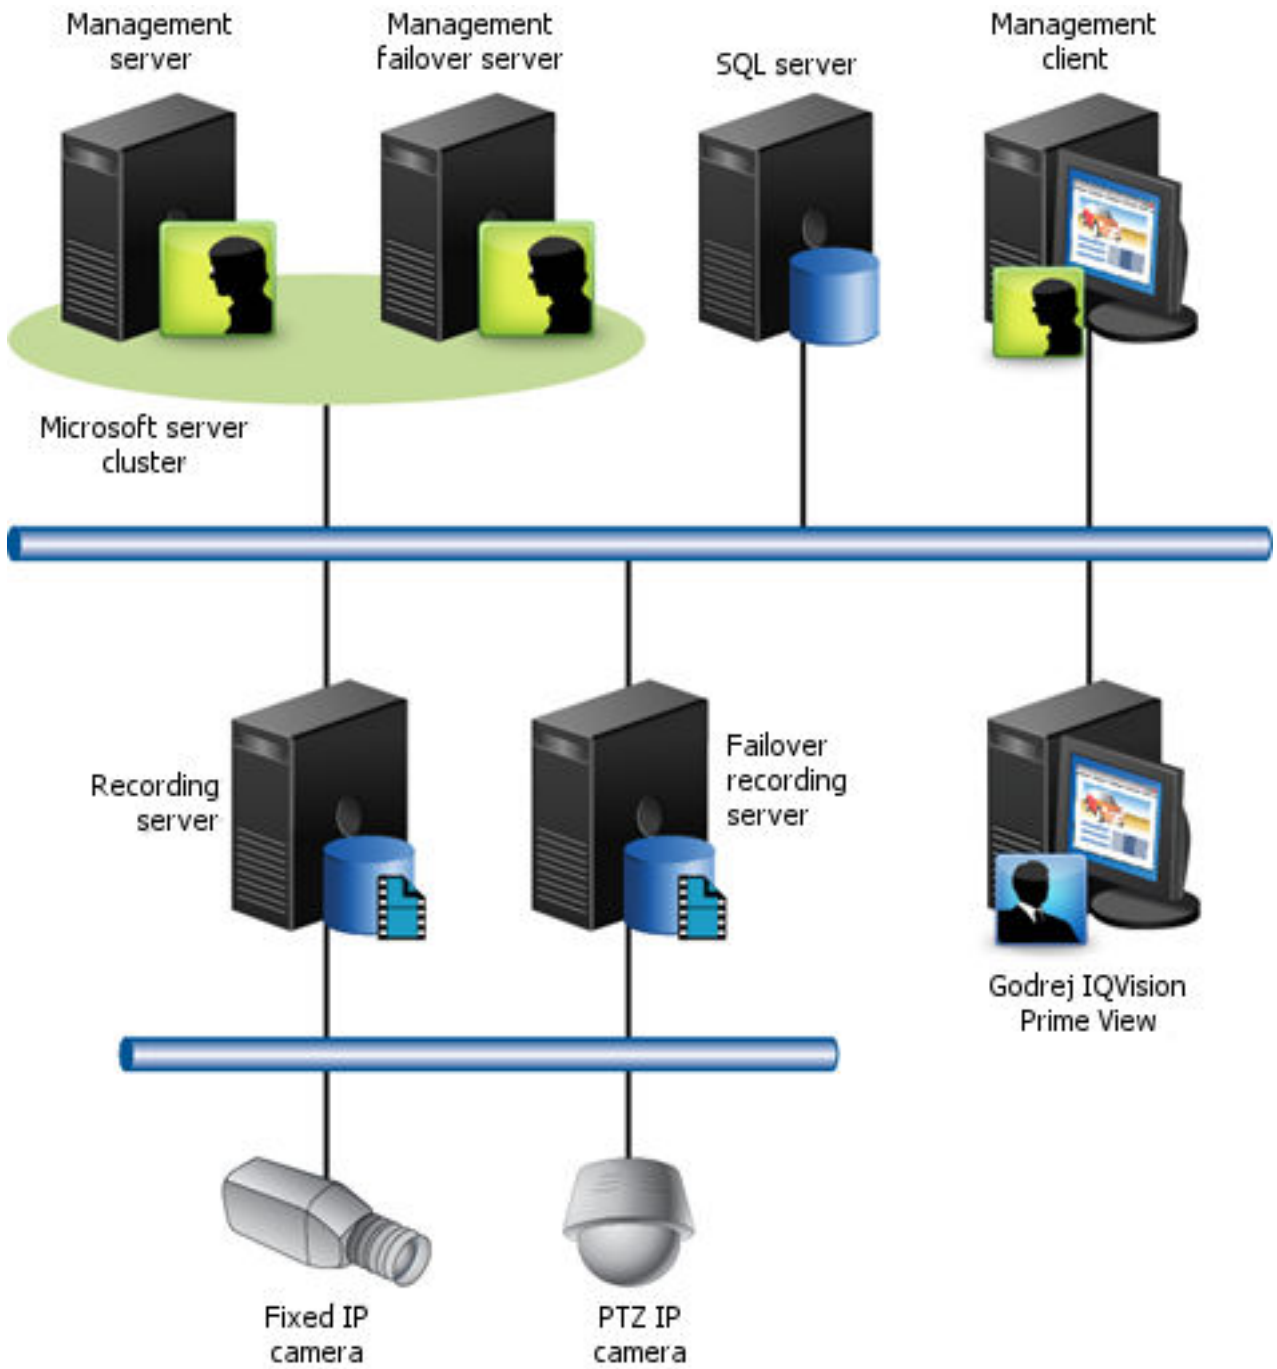 Management
server
Management
failover server
SQL server
Management
client
Microsoft server
cluster
Recording
server
Failover
recording
server
Godrej IQVision
Prime View
Fixed IP
camera
PTZ IP
camera